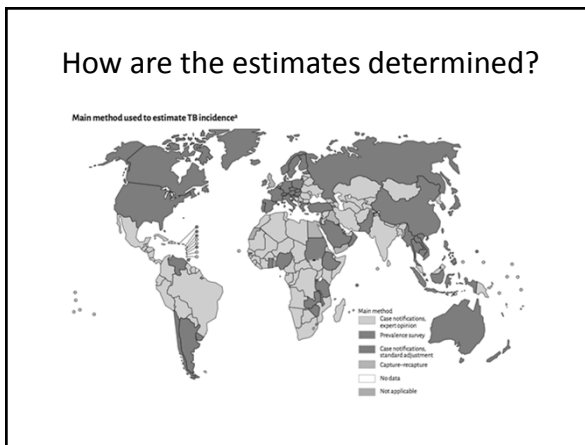 How are the estimates determined?
Main method used to estimate TB incidenceᵃ
Main method
Case notifications,
expert opinion
Prevalence survey
Case notifications,
standard adjustment
Capture–recapture
No data
Not applicable